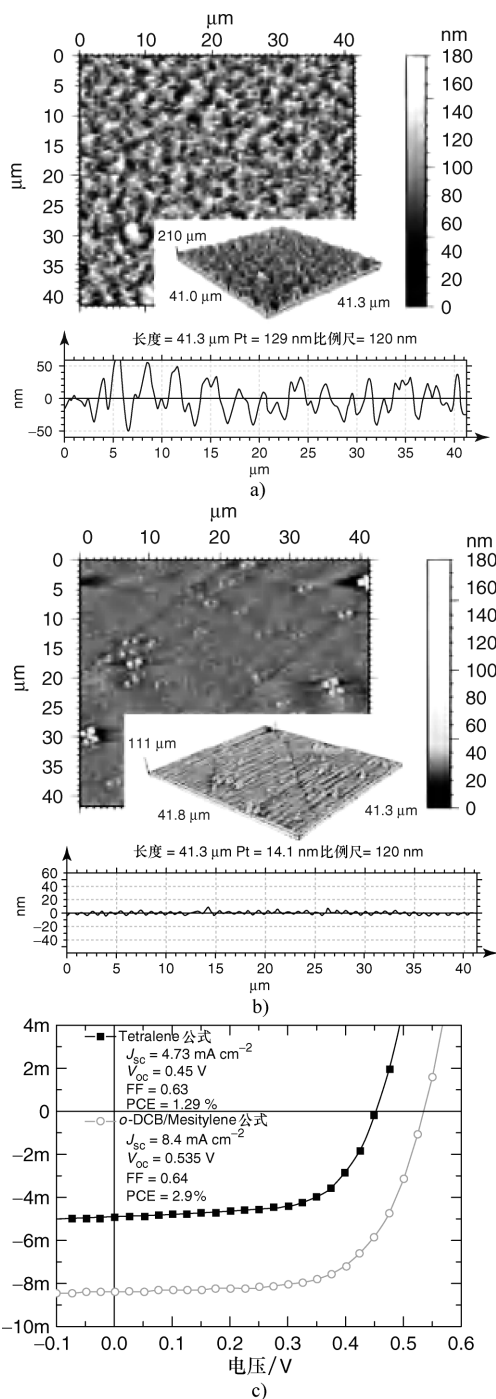 μm
0 10 20 30 40
0
5
10
15
20
25
30
35
40
μm
210 μm
41.0 μm
41.3 μm
nm
180
160
140
120
100
80
60
40
20
0
长度 = 41.3 μm Pt = 129 nm 比例尺= 120 nm
50
0
−50
nm
0 5 10 15 20 25 30 35 40
μm
a)
μm
0 10 20 30 40
0
5
10
15
20
25
30
35
40
μm
111 μm
41.8 μm
41.3 μm
nm
180
160
140
120
100
80
60
40
20
0
长度 = 41.3 μm Pt = 14.1 nm 比例尺= 120 nm
60
40
20
0
−20
−40
nm
0 5 10 15 20 25 30 35 40
μm
b)
4m
2m
0
−2m
−4m
−6m
−8m
−10m
Tetralene 公式
Jsc = 4.73 mA cm−2
Voc = 0.45 V
FF = 0.63
PCE = 1.29 %
o-DCB/Mesitylene 公式
Jsc = 8.4 mA cm−2
Voc = 0.535 V
FF = 0.64
PCE = 2.9%
−0.1 0.0 0.1 0.2 0.3 0.4 0.5 0.6
电压/V
c)